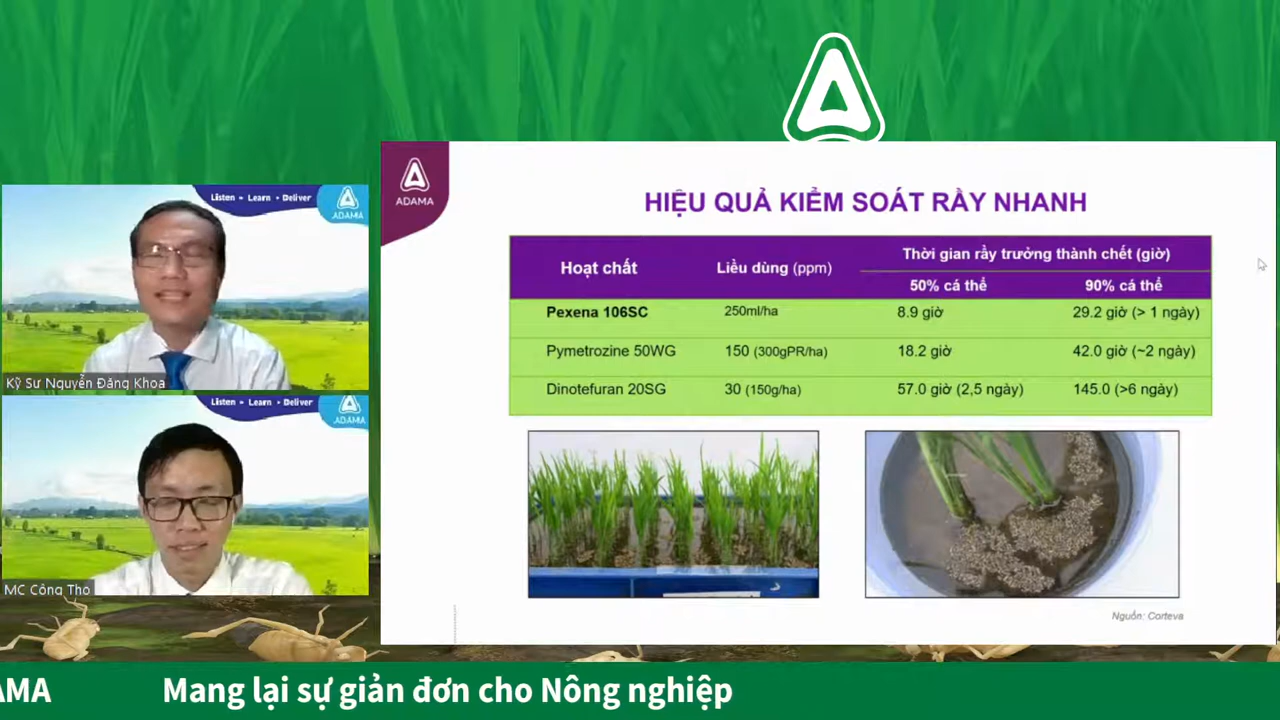 Listen • Learn • Deliver
ADAMA
Kỹ Sư Nguyễn Đăng Khoa
Listen • Learn • Deliver
ADAMA
MC Công Thọ
ADAMA
HIỆU QUẢ KIỂM SOÁT RẦY NHANH
Hoạt chất Liều dùng (ppm) Thời gian rầy trưởng thành chết (giờ)
50% cá thể 90% cá thể
Pexena 106SC 250ml/ha 8.9 giờ 29.2 giờ (> 1 ngày)
Pymetrozine 50WG 150 (300gPR/ha) 18.2 giờ 42.0 giờ (~2 ngày)
Dinotefuran 20SG 30 (150g/ha) 57.0 giờ (2,5 ngày) 145.0 (>6 ngày)
Nguồn: Corteva
AMA Mang lại sự giản đơn cho Nông nghiệp